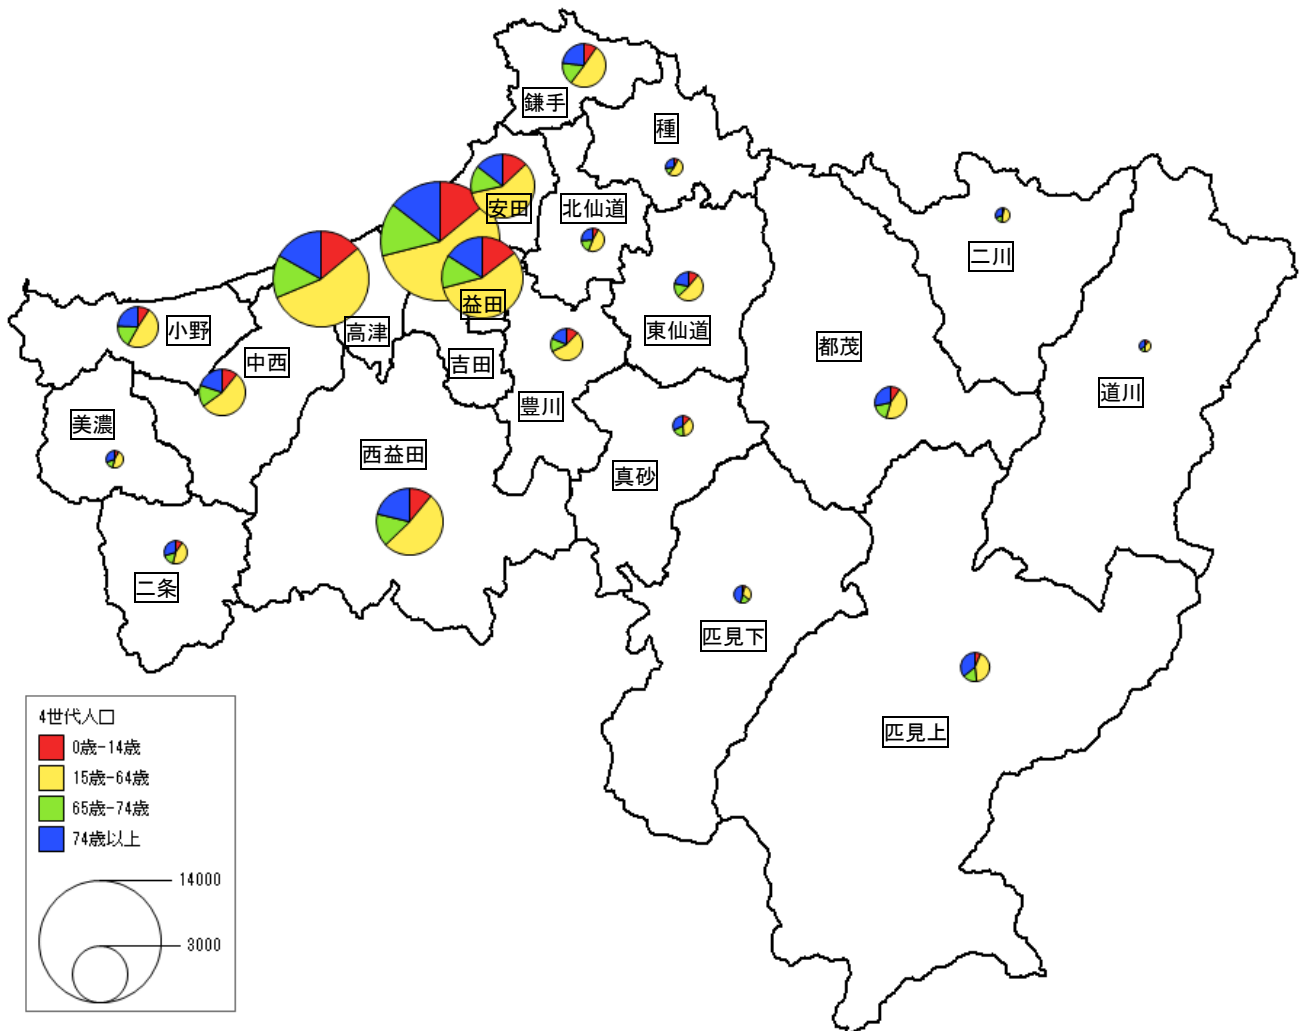 鎌手
種
安田
北仙道
二川
益田
高津
小野
中西
吉田
東仙道
都茂
道川
豊川
美濃
西益田
真砂
二条
匹見下
匹見上
4世代人口
0歳-14歳
15歳-64歳
65歳-74歳
74歳以上
14000
3000